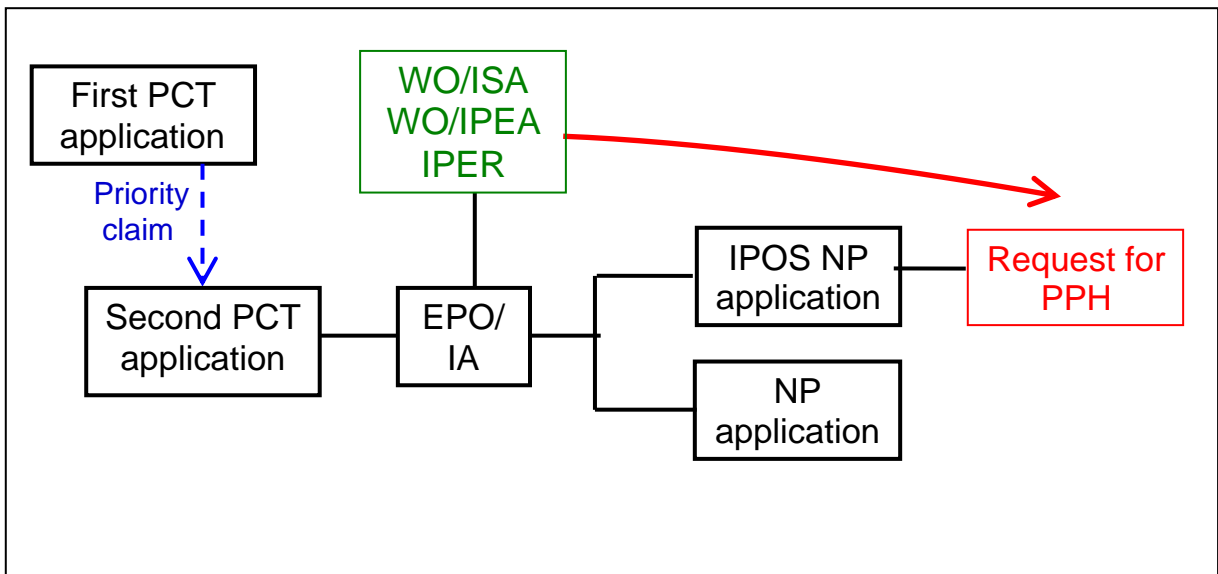 First PCT
application
WO/ISA
WO/IPEA
IPER
Priority
claim
Second PCT
application
EPO/
IA
IPOS NP
application
Request for
PPH
NP
application